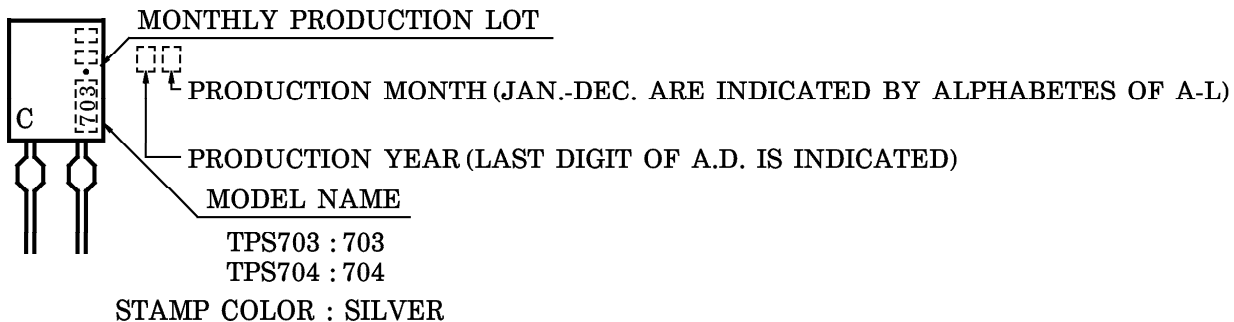 MONTHLY PRODUCTION LOT
PRODUCTION MONTH (JAN.-DEC. ARE INDICATED BY ALPHABETES OF A-L)
703
C
PRODUCTION YEAR (LAST DIGIT OF A.D. IS INDICATED)
MODEL NAME
TPS703 : 703
TPS704 : 704
STAMP COLOR : SILVER